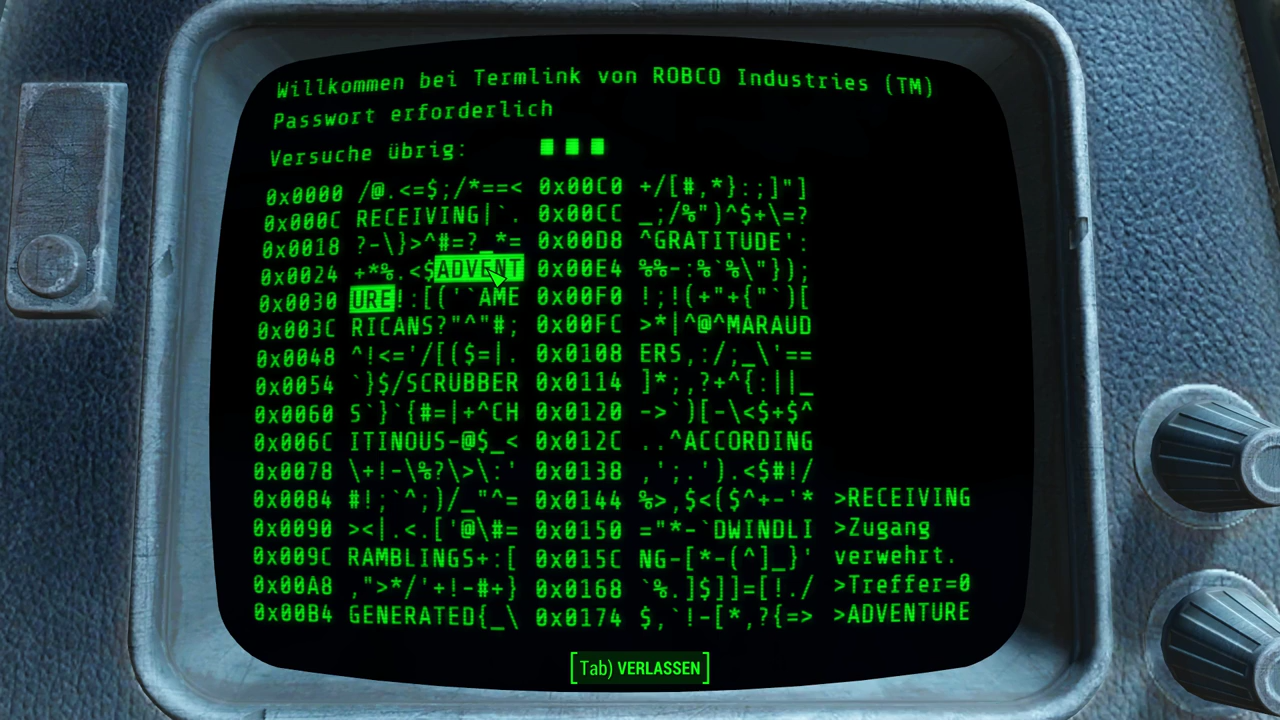 Willkommen bei Termlink von ROBCO Industries (TM)
Passwort erforderlich
Versuche übrig: ■ ■ ■
0x0000 /@.<=$;/*==< 0x00C0 +/[#,*}:;]"]
0x000C RECEIVING|`. 0x00CC _;/%")^$+\=?
0x0018 ?-\}>^#=?_*= 0x00D8 ^GRATITUDE':
0x0024 +*%.<$ADVENT 0x00E4 %%-:%`%\"});
0x0030 URE!:[('``AME 0x00F0 !;!(+"+{"`)[
0x003C RICANS?"^"#; 0x00FC >*|^@^MARAUD
0x0048 ^!<='/[($=|. 0x0108 ERS,:/;_\'==
0x0054 `}$/SCRUBBER 0x0114 ]*;,?+^{:||_
0x0060 S`}`{#=|+^CH 0x0120 ->`)[-\<$+$^
0x006C ITINOUS-@$_< 0x012C ..^ACCORDING
0x0078 \+!-\%?\>\:' 0x0138 ,';.').<$#!/
0x0084 #!;`^;)/_"^= 0x0144 %>,$<($^+-'* >RECEIVING
0x0090 ><|.<.['@\#= 0x0150 ="*-`DWINDLI >Zugang
0x009C RAMBLINGS+:[ 0x015C NG-[*-(^]_}' verwehrt.
0x00A8 ,">*/'+!-#+} 0x0168 `%.]$]]=[!./ >Treffer=0
0x00B4 GENERATED{_\ 0x0174 $,`!-[*,?{=> >ADVENTURE
Tab) VERLASSEN